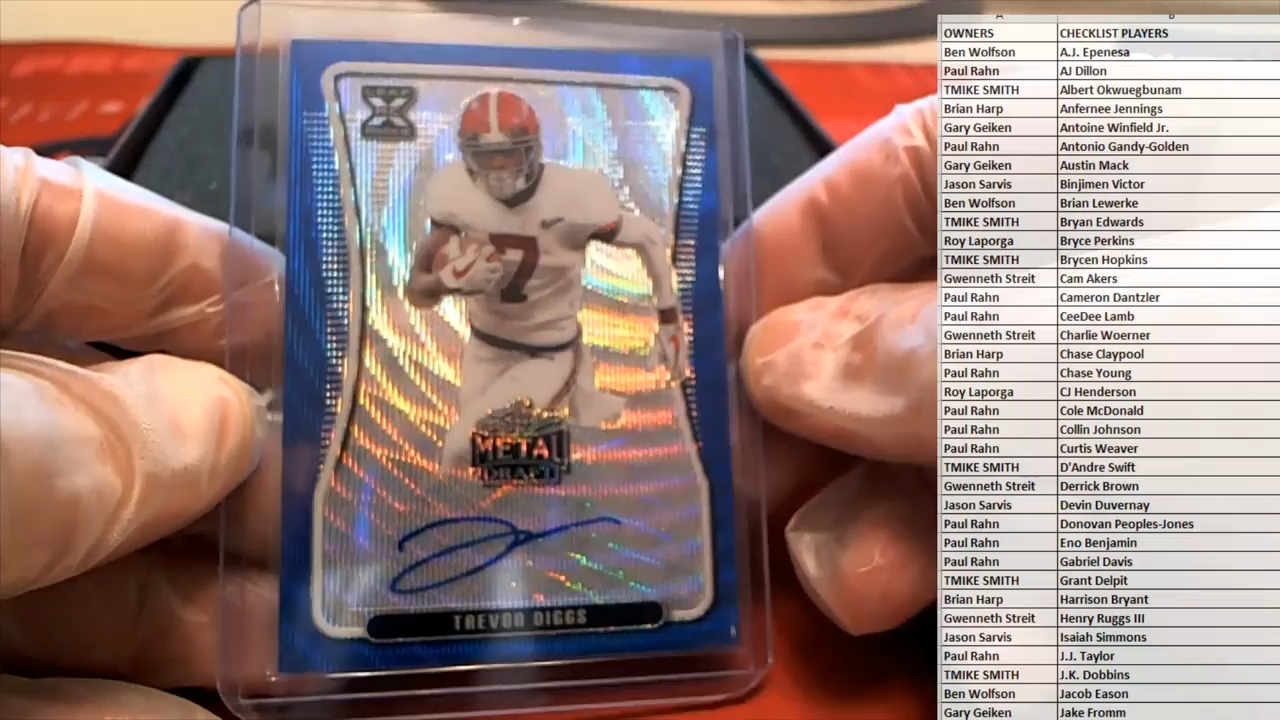 LEAF
X
7
METAL
DRAFT
TREVON DIGGS
A B
OWNERS CHECKLIST PLAYERS
Ben Wolfson A.J. Epenesa
Paul Rahn AJ Dillon
TMIKE SMITH Albert Okwuegbunam
Brian Harp Anfernee Jennings
Gary Geiken Antoine Winfield Jr.
Paul Rahn Antonio Gandy-Golden
Gary Geiken Austin Mack
Jason Sarvis Binjimen Victor
Ben Wolfson Brian Lewerke
TMIKE SMITH Bryan Edwards
Roy Laporga Bryce Perkins
TMIKE SMITH Brycen Hopkins
Gwenneth Streit Cam Akers
Paul Rahn Cameron Dantzler
Paul Rahn CeeDee Lamb
Gwenneth Streit Charlie Woerner
Brian Harp Chase Claypool
Paul Rahn Chase Young
Roy Laporga CJ Henderson
Paul Rahn Cole McDonald
Paul Rahn Collin Johnson
Paul Rahn Curtis Weaver
TMIKE SMITH D'Andre Swift
Gwenneth Streit Derrick Brown
Jason Sarvis Devin Duvernay
Paul Rahn Donovan Peoples-Jones
Paul Rahn Eno Benjamin
Paul Rahn Gabriel Davis
TMIKE SMITH Grant Delpit
Brian Harp Harrison Bryant
Gwenneth Streit Henry Ruggs III
Jason Sarvis Isaiah Simmons
Paul Rahn J.J. Taylor
TMIKE SMITH J.K. Dobbins
Ben Wolfson Jacob Eason
Gary Geiken Jake Fromm